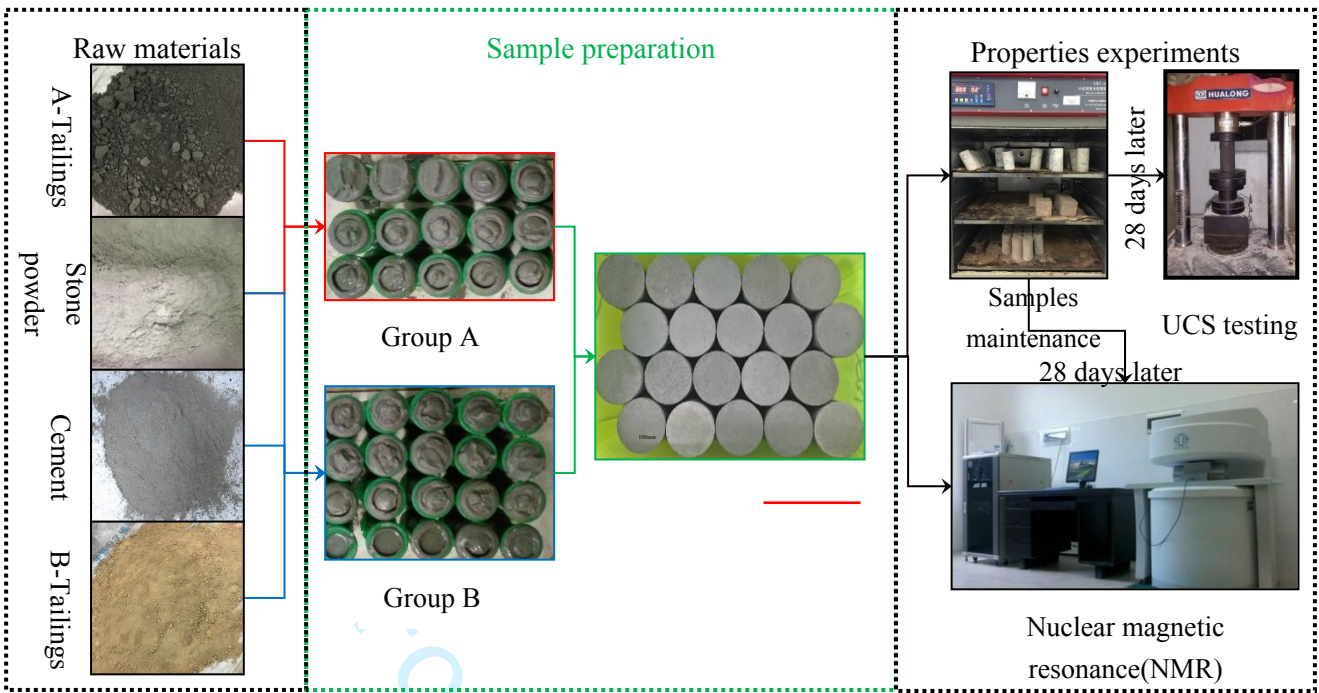 Raw materials
A-Tailings
Stone
powder
Cement
B-Tailings
Sample preparation
Group A
Group B
100mm
Properties experiments
HUALONG
28 days later
Samples
maintenance
UCS testing
28 days later
Nuclear magnetic
resonance(NMR)